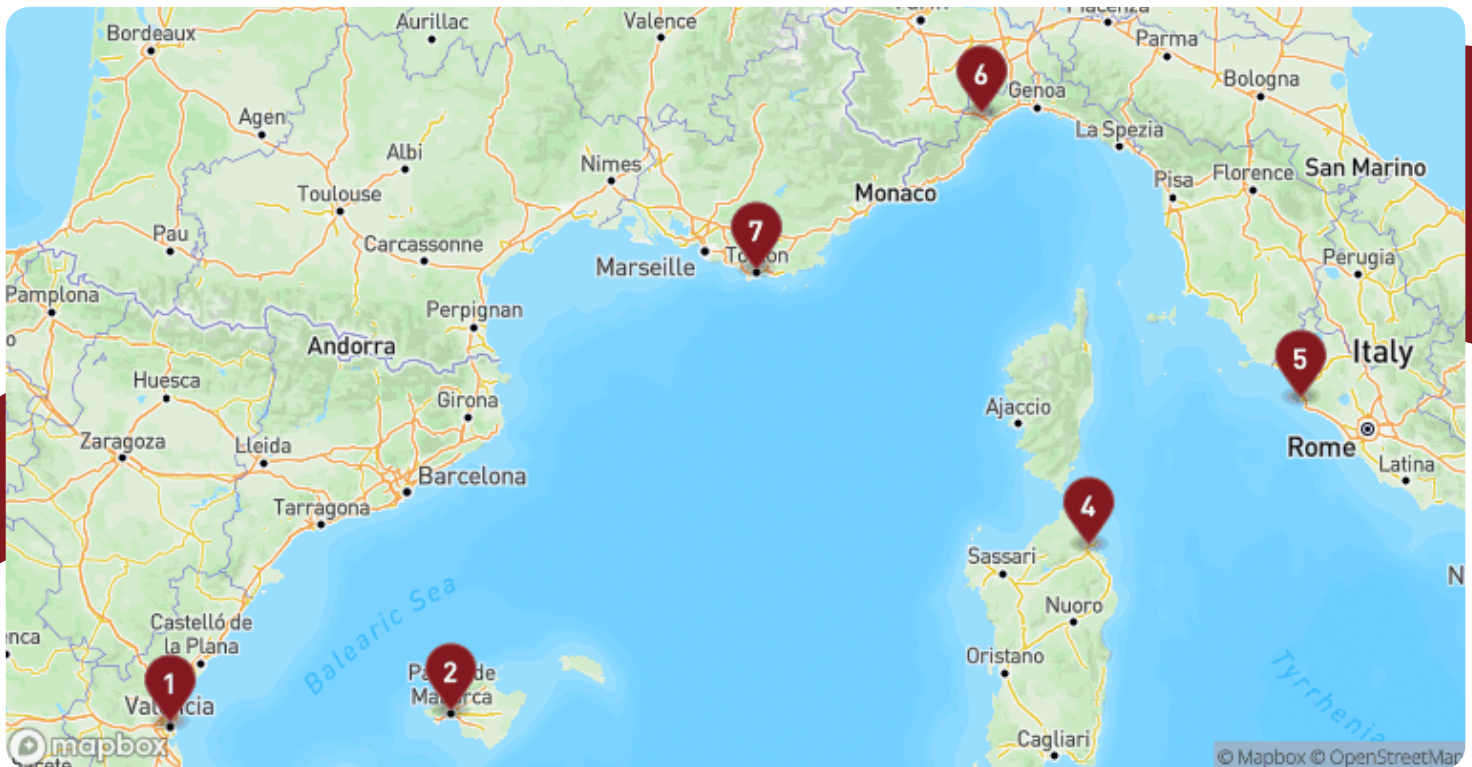 Aurillac
Valence
Bordeaux
Parma
6
Genoa
Bologna
Agen
La Spezia
Albi
Nimes
Pisa
Florence
San Marino
Toulouse
Monaco
Pau
Carcassonne
7
Marseille
Perugia
Pamplona
Perpignan
Andorra
5
Italy
Huesca
Girona
Ajaccio
Zaragoza
Lleida
Rome
Barcelona
Latina
Tarragona
4
Sassari
Balearic Sea
Nuoro
Castelló de
la Plana
Oristano
1
2
de
Tyrrhenia
Cagliari
mapbox
© Mapbox © OpenStreetMap